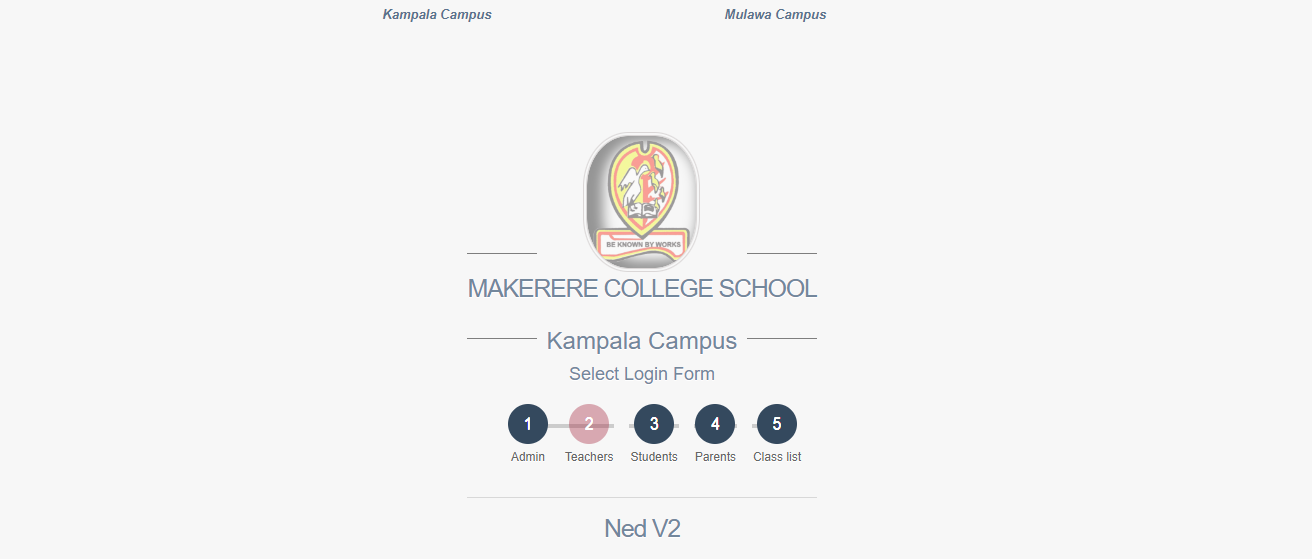 Kampala Campus Mulawa Campus
BE KNOWN BY WORKS
MAKERERE COLLEGE SCHOOL
Kampala Campus
Select Login Form
1 2 3 4 5
Admin Teachers Students Parents Class list
Ned V2